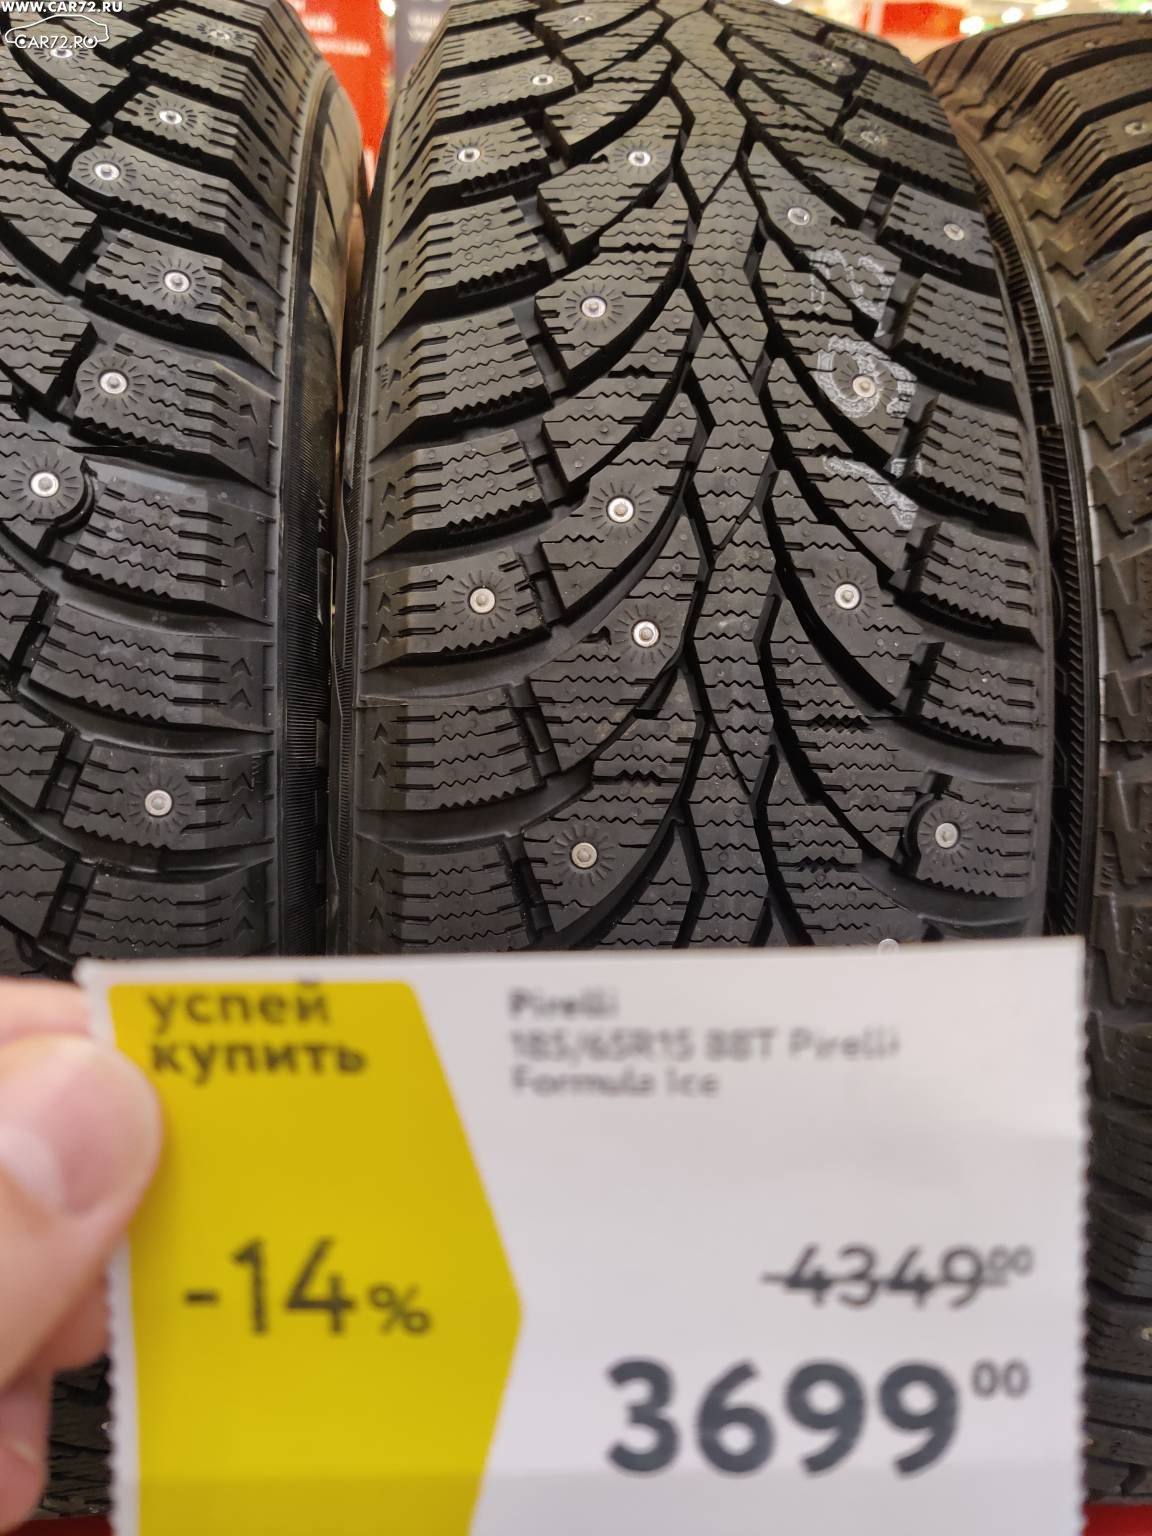 WWW.CAR72.RU
CAR72.RU
успей
купить
Pirelli
185/65R15 88T Pirelli
Formula Ice
-14%
4349 00
3699 00